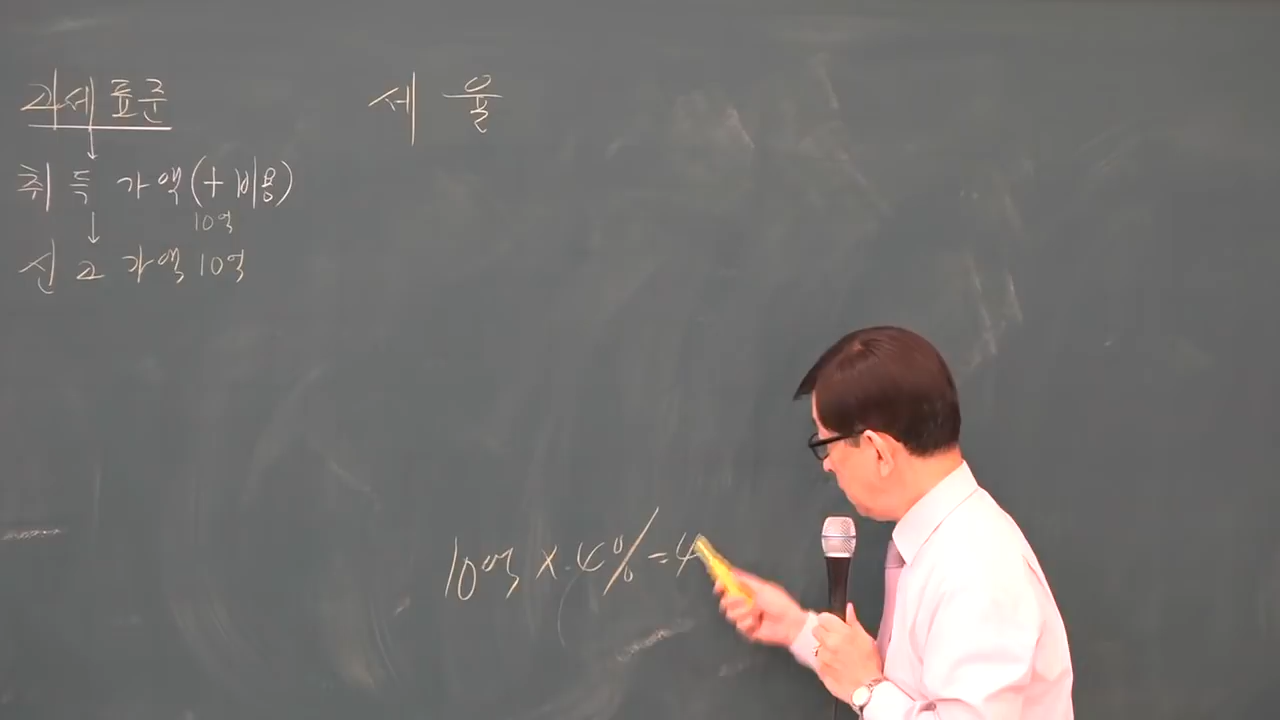 과세표준
세율
취득가액(+비용)
10억
신고가액 10억
10억 × 4% = 4